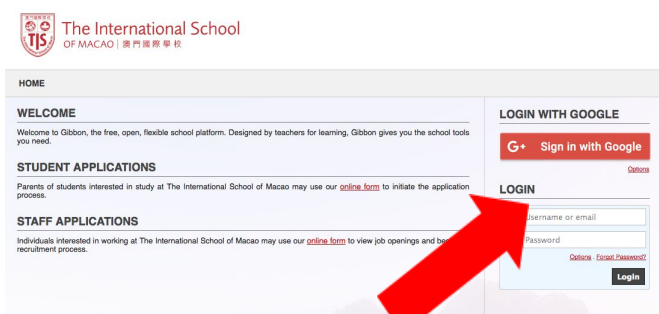 TIS
The International School
OF MACAO | 澳門國際學校
HOME
WELCOME
Welcome to Gibbon, the free, open, flexible school platform. Designed by teachers for learning, Gibbon gives you the school tools
you need.
STUDENT APPLICATIONS
Parents of students interested in study at The International School of Macao may use our online form to initiate the application
process.
STAFF APPLICATIONS
Individuals interested in working at The International School of Macao may use our online form to view job openings and
recruitment process.
LOGIN WITH GOOGLE
G+ Sign in with Google
Options
LOGIN
Username or email
Password
Options . Forgot Password?
Login